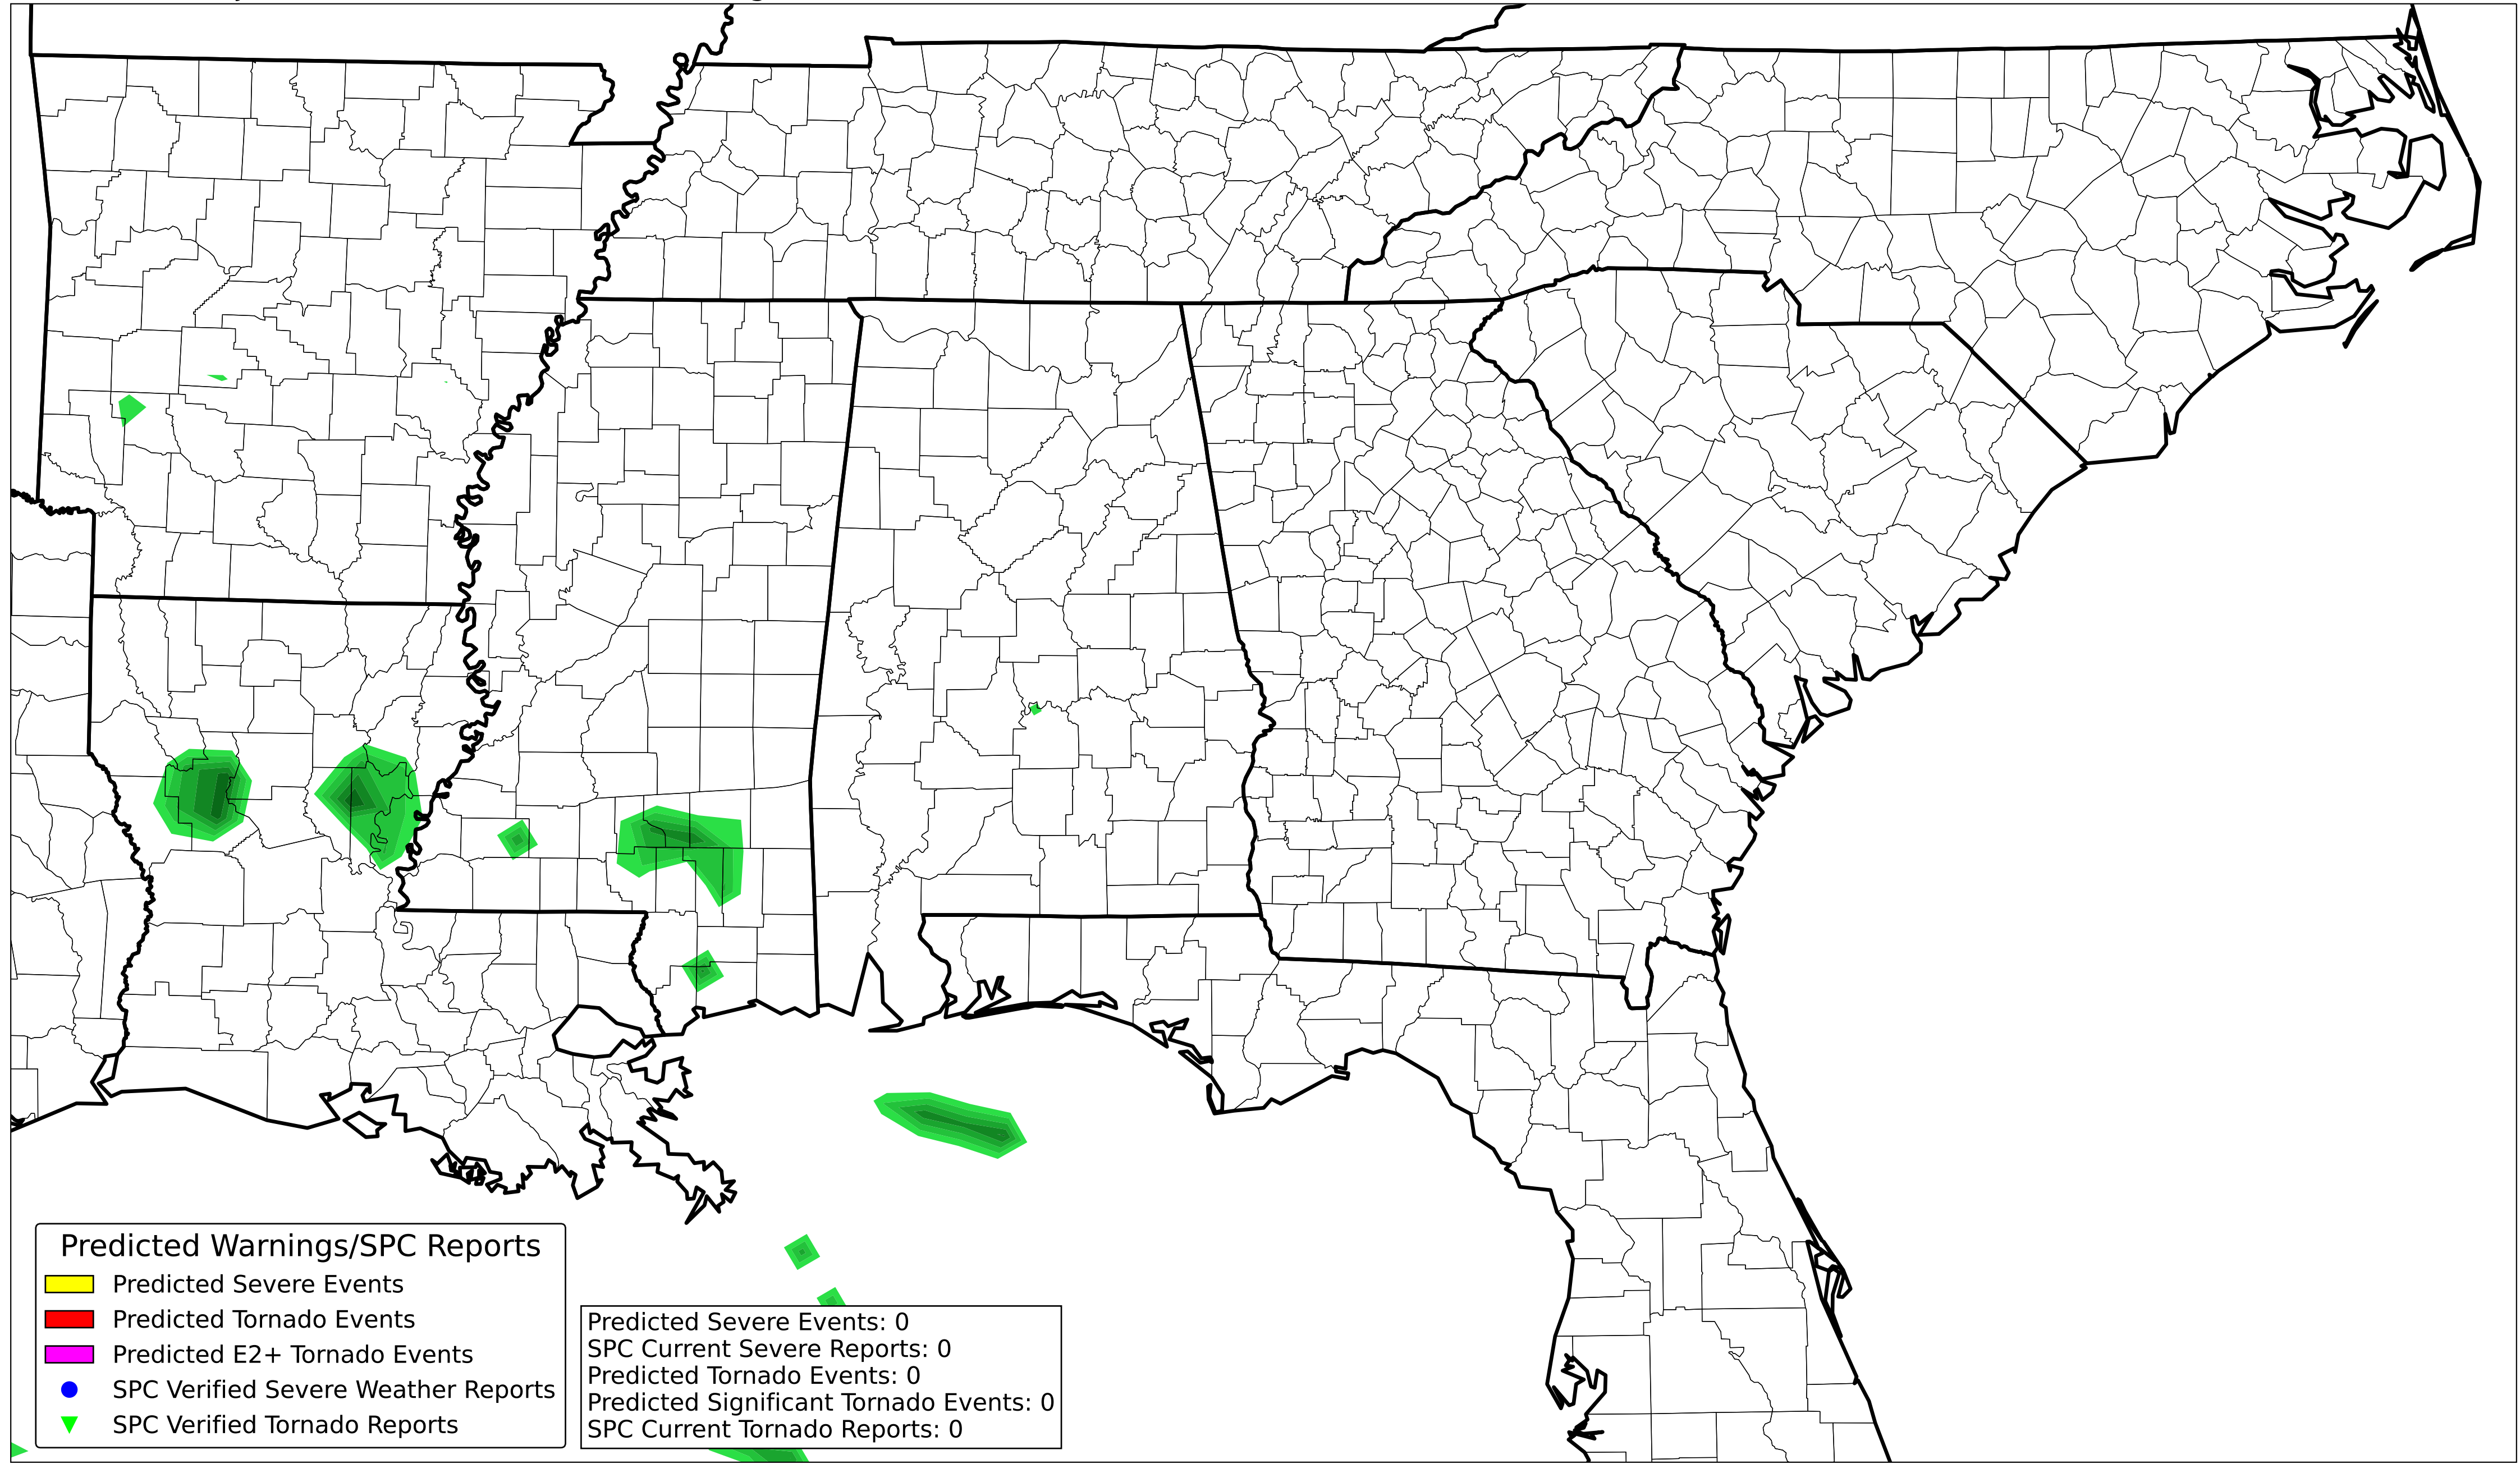 Predicted Warnings/SPC Reports
Predicted Severe Events
Predicted Tornado Events
Predicted E2+ Tornado Events
SPC Verified Severe Weather Reports
SPC Verified Tornado Reports
Predicted Severe Events: 0
SPC Current Severe Reports: 0
Predicted Tornado Events: 0
Predicted Significant Tornado Events: 0
SPC Current Tornado Reports: 0